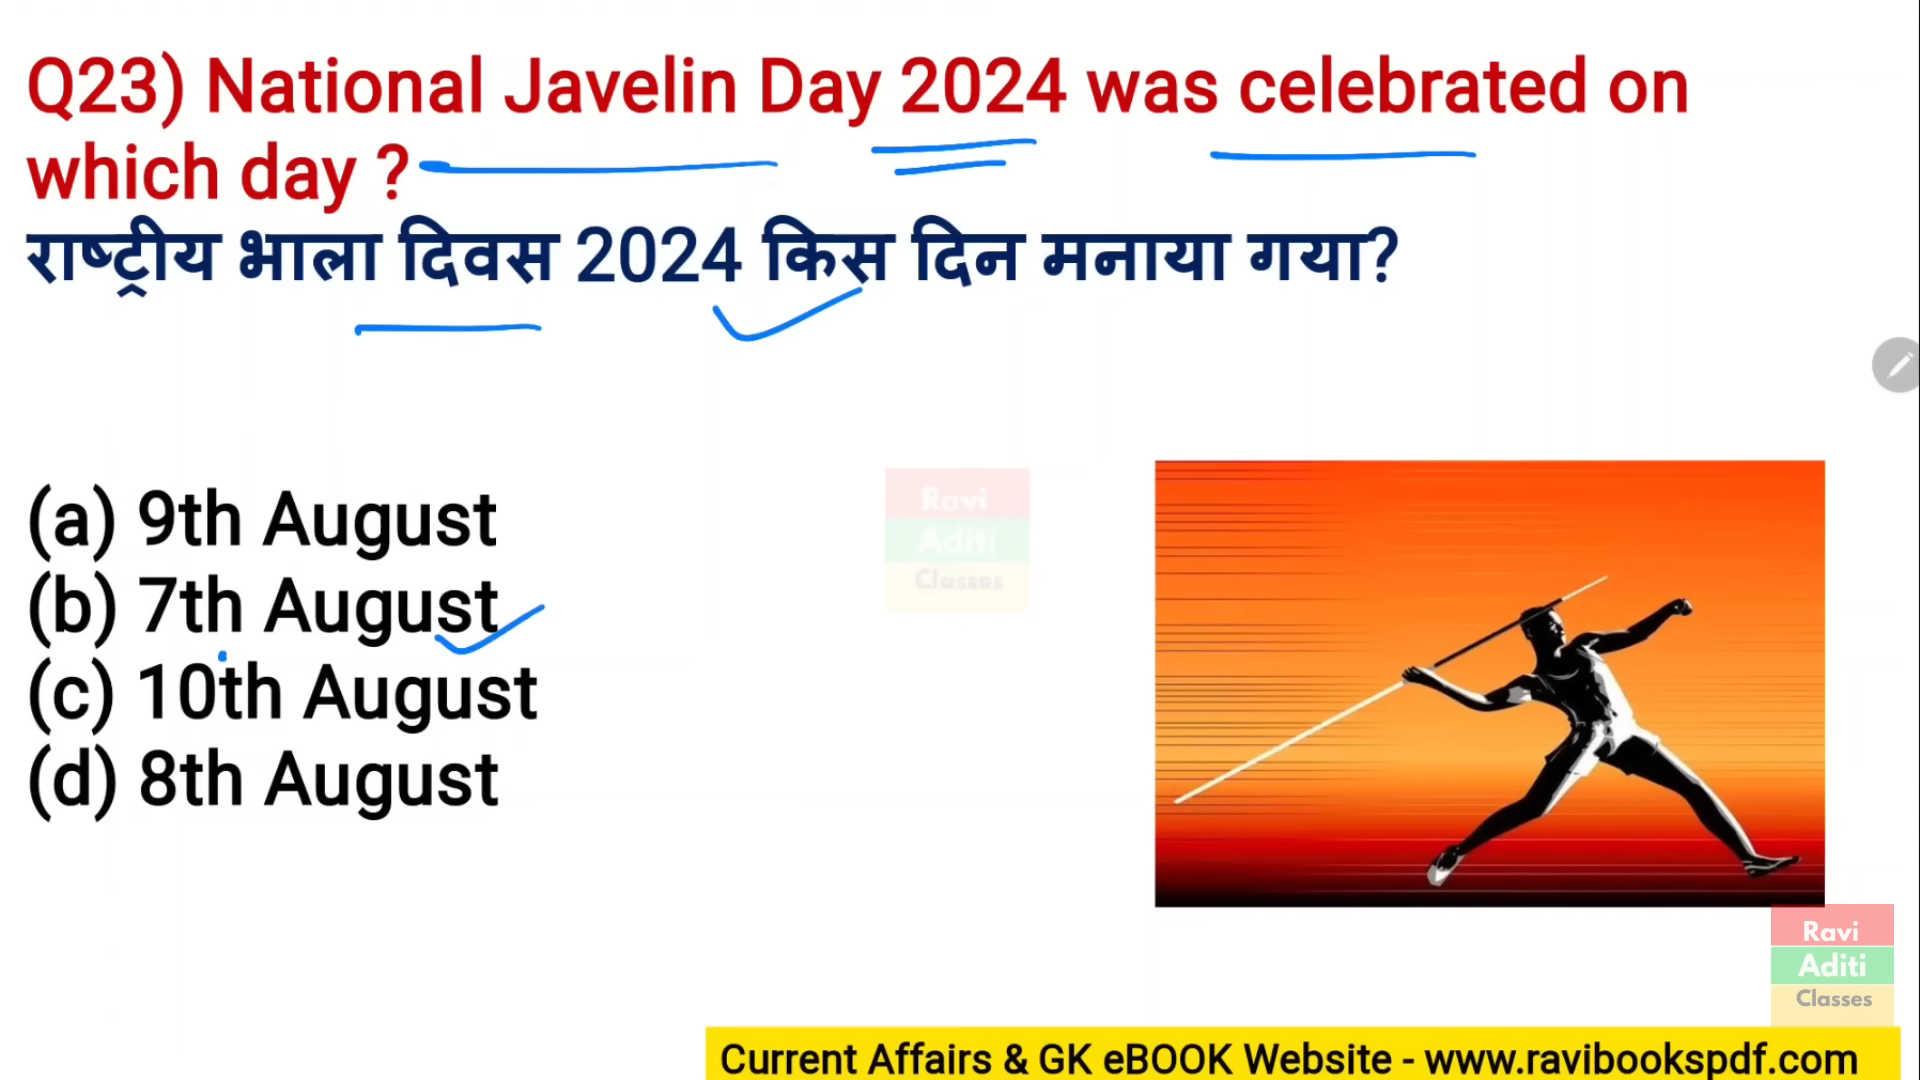 Q23) National Javelin Day 2024 was celebrated on
which day ?
राष्ट्रीय भाला दिवस 2024 किस दिन मनाया गया?
(a) 9th August
(b) 7th August
(c) 10th August
(d) 8th August
Ravi
Aditi
Classes
Ravi
Aditi
Classes
Current Affairs & GK eBOOK Website - www.ravibookspdf.com